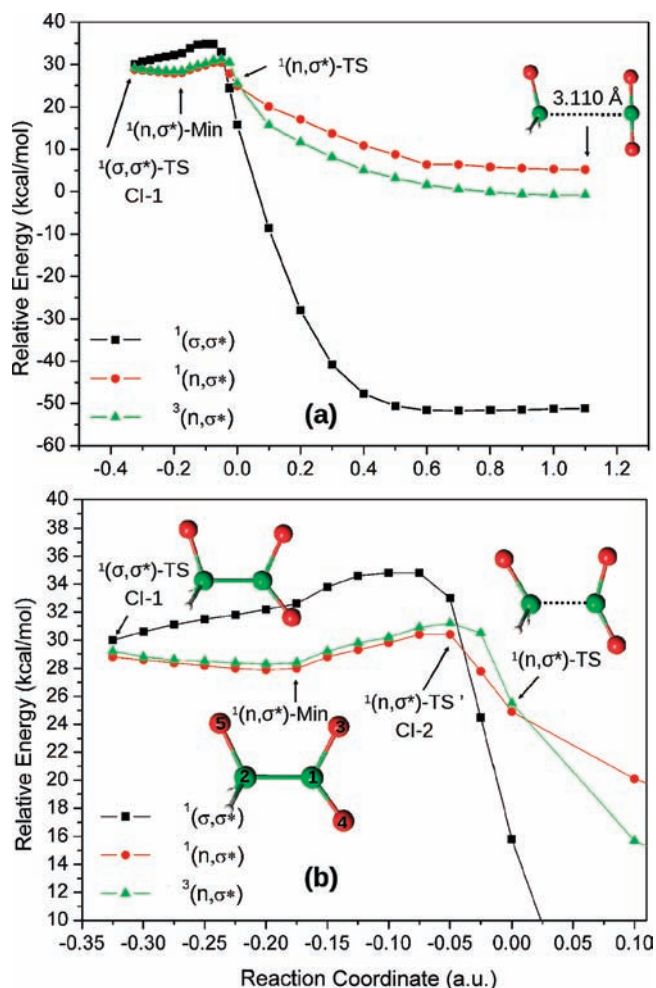 40
30
20
10
0
-10
-20
-30
-40
-50
-60
Relative Energy (kcal/mol)
¹(n,σ*)-TS
3.110 Å
¹(n,σ*)-Min
¹(σ,σ*)-TS
CI-1
¹(σ,σ*)
¹(n,σ*)
³(n,σ*)
(a)
-0.4 -0.2 0.0 0.2 0.4 0.6 0.8 1.0 1.2
40
38
36
34
32
30
28
26
24
22
20
18
16
14
12
10
Relative Energy (kcal/mol)
¹(σ,σ*)-TS
CI-1
¹(n,σ*)-TS
¹(n,σ*)-Min
¹(n,σ*)-TS '
CI-2
5 3
2 1
4
¹(σ,σ*)
¹(n,σ*)
³(n,σ*)
(b)
-0.35 -0.30 -0.25 -0.20 -0.15 -0.10 -0.05 0.00 0.05 0.10
Reaction Coordinate (a.u.)